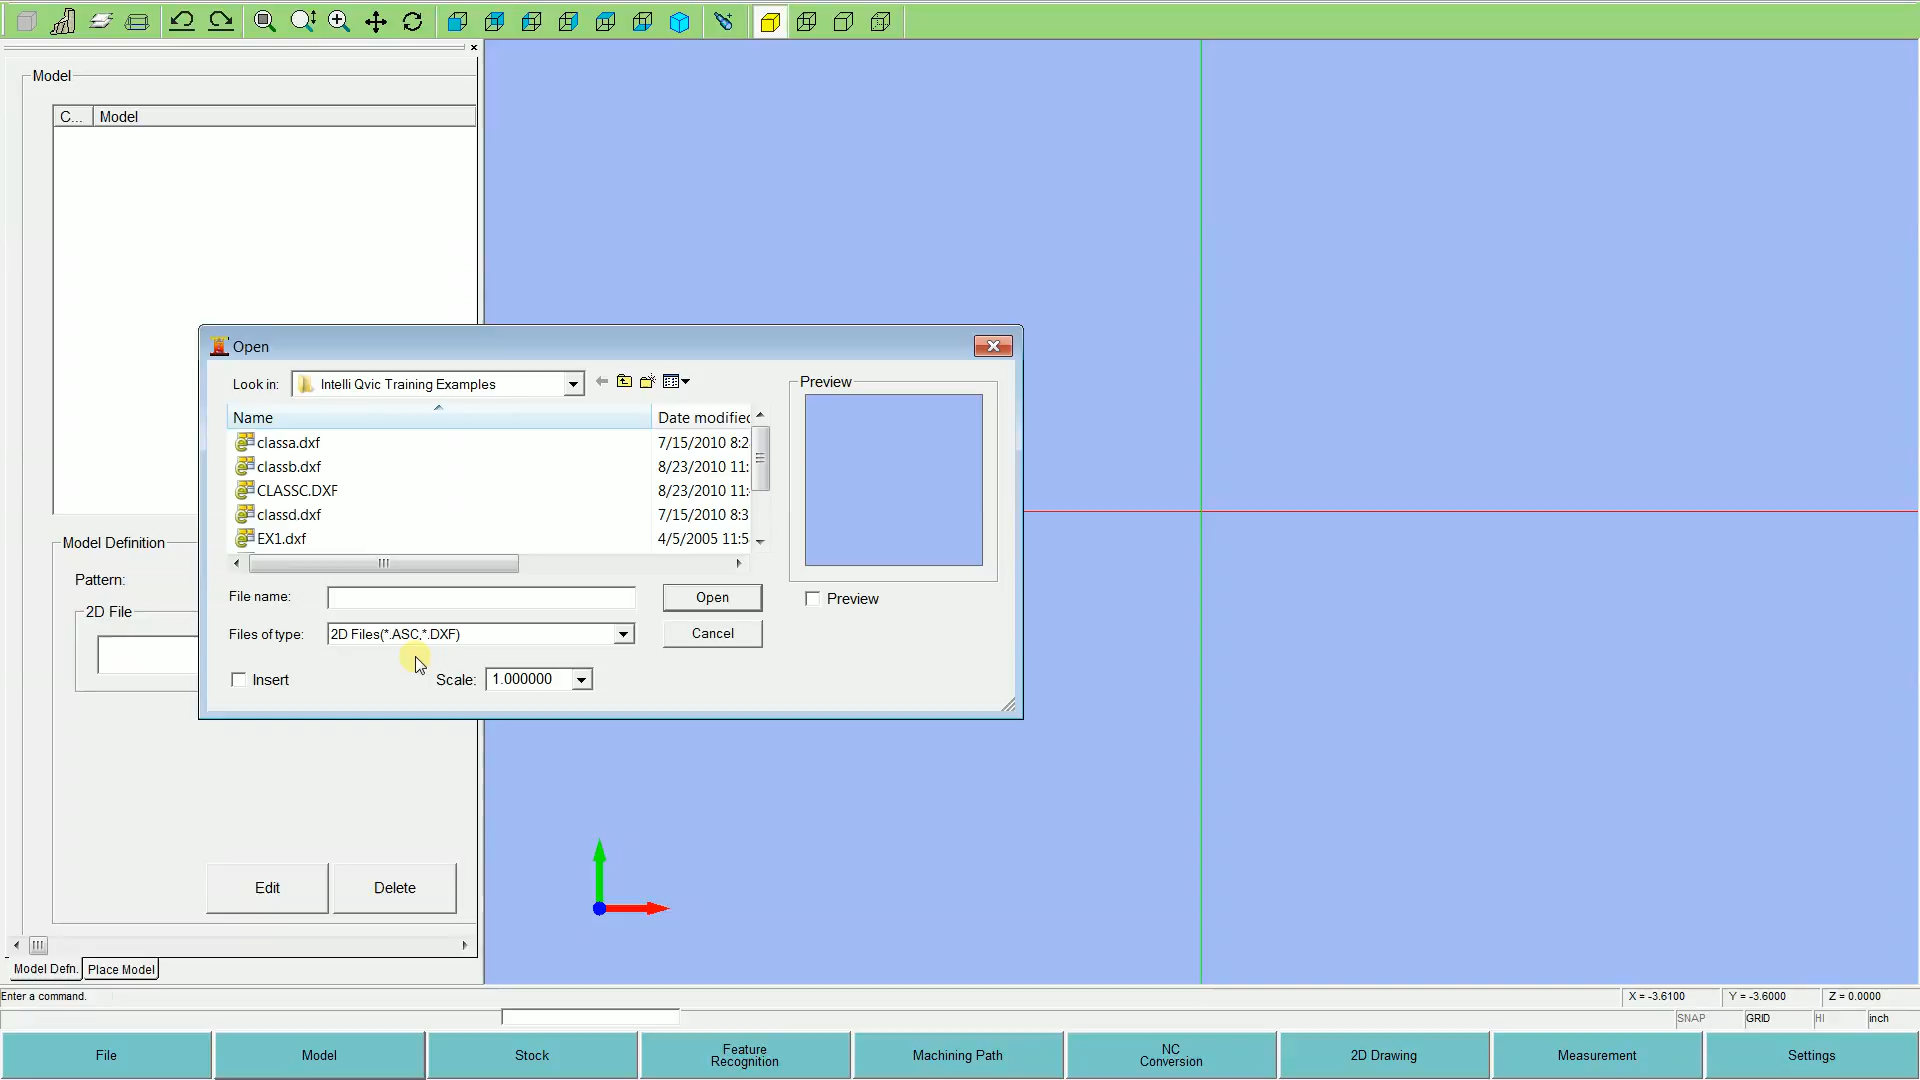 Model
C...
Model
Open
Look in:
Intelli Qvic Training Examples
Preview
Name
Date modified
classa.dxf
7/15/2010 8:2
classb.dxf
8/23/2010 11:
CLASSC.DXF
8/23/2010 11:
classd.dxf
7/15/2010 8:3
EX1.dxf
4/5/2005 11:5
Model Definition
Pattern:
2D File
File name:
Open
Preview
Files of type:
2D Files(*.ASC,*.DXF)
Cancel
Insert
Scale:
1.000000
Edit
Delete
Model Defn.
Place Model
Enter a command.
X = -3.6100
Y = -3.6000
Z = 0.0000
SNAP
GRID
HI
inch
File
Model
Stock
Feature
Recognition
Machining Path
NC
Conversion
2D Drawing
Measurement
Settings